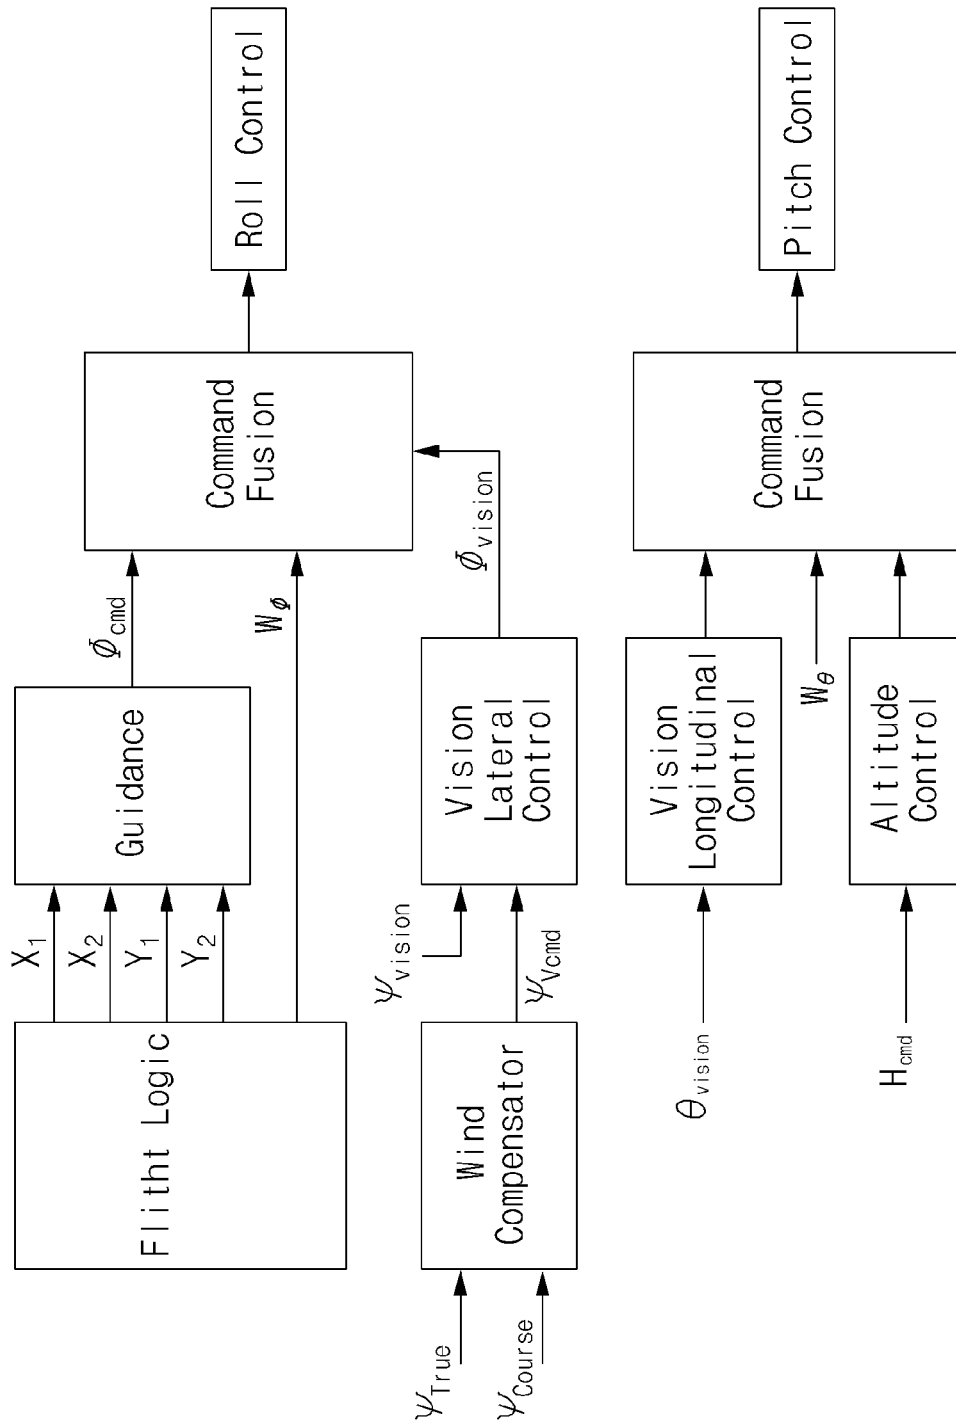 Flitht Logic
X₁
X₂
Y₁
Y₂
Guidance
Φcmd
Wϕ
Command
Fusion
Roll Control
ΨTrue
ΨCourse
Wind
Compensator
Ψvision
ΨVcmd
Vision
Lateral
Control
Φvision
θvision
Vision
Longitudinal
Control
Wθ
Hcmd
Altitude
Control
Command
Fusion
Pitch Control